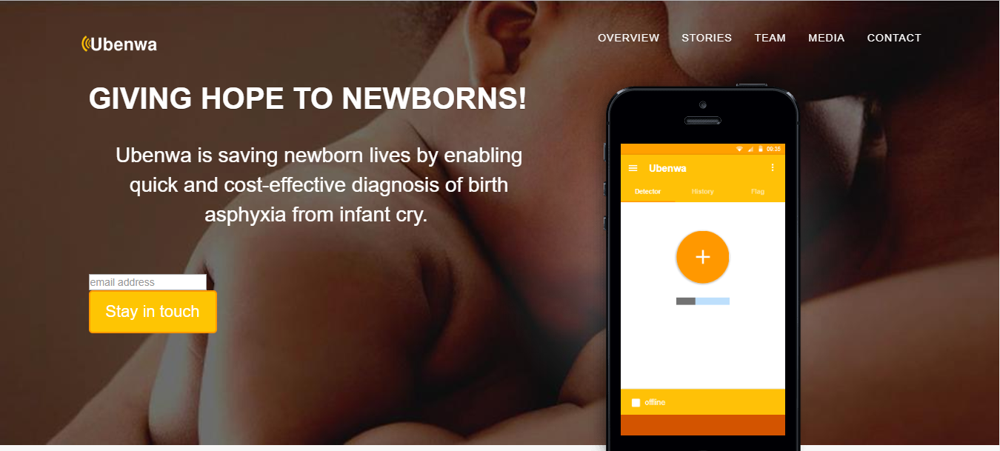 Ubenwa
OVERVIEW STORIES TEAM MEDIA CONTACT
GIVING HOPE TO NEWBORNS!
Ubenwa is saving newborn lives by enabling
quick and cost-effective diagnosis of birth
asphyxia from infant cry.
email address
Stay in touch
09:36
Ubenwa
Detector History Flag
offline